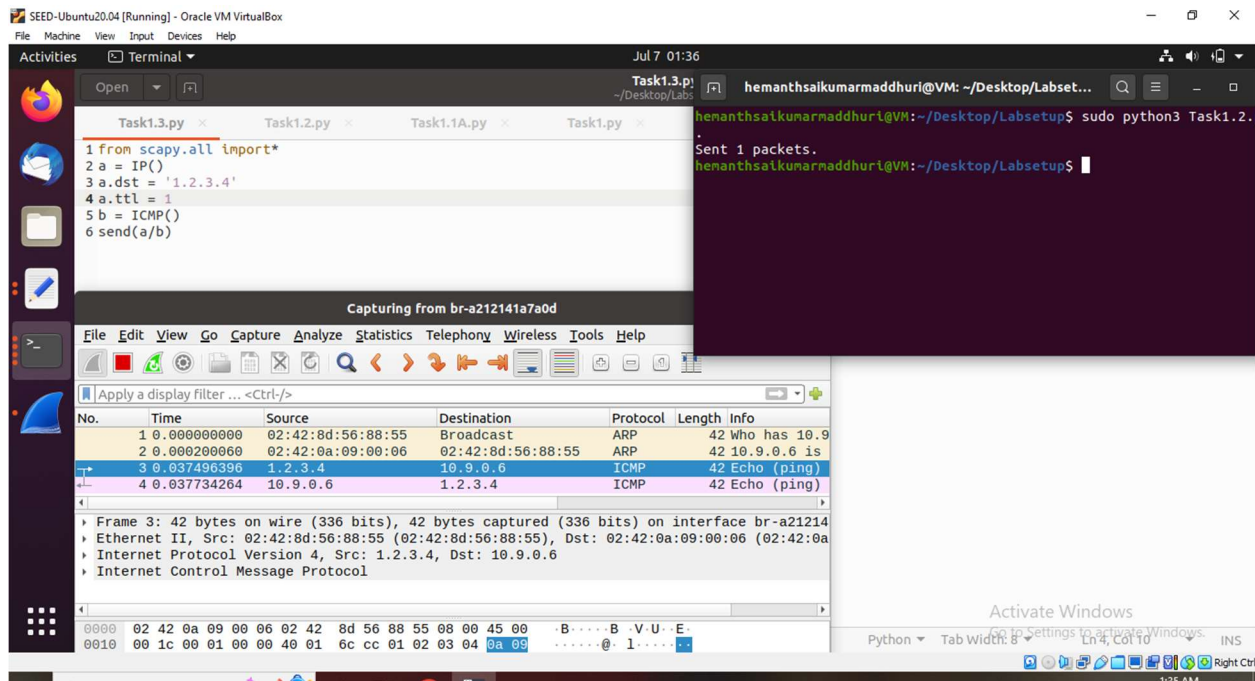 SEED-Ubuntu20.04 [Running] - Oracle VM VirtualBox
File Machine View Input Devices Help
Activities Terminal Jul 7 01:36
Open Task1.3.py
~/Desktop/Labs
hemanthsaikumarmaddhuri@VM: ~/Desktop/Labset...
Task1.3.py Task1.2.py Task1.1A.py Task1.py
1 from scapy.all import*
2 a = IP()
3 a.dst = '1.2.3.4'
4 a.ttl = 1
5 b = ICMP()
6 send(a/b)
hemanthsaikumarmaddhuri@VM:~/Desktop/Labsetup$ sudo python3 Task1.2.
.
Sent 1 packets.
hemanthsaikumarmaddhuri@VM:~/Desktop/Labsetup$
Capturing from br-a212141a7a0d
File Edit View Go Capture Analyze Statistics Telephony Wireless Tools Help
Apply a display filter ... <Ctrl-/>
No. Time Source Destination Protocol Length Info
1 0.000000000 02:42:8d:56:88:55 Broadcast ARP 42 Who has 10.9
2 0.000200060 02:42:0a:09:00:06 02:42:8d:56:88:55 ARP 42 10.9.0.6 is
3 0.037496396 1.2.3.4 10.9.0.6 ICMP 42 Echo (ping)
4 0.037734264 10.9.0.6 1.2.3.4 ICMP 42 Echo (ping)
Frame 3: 42 bytes on wire (336 bits), 42 bytes captured (336 bits) on interface br-a21214
Ethernet II, Src: 02:42:8d:56:88:55 (02:42:8d:56:88:55), Dst: 02:42:0a:09:00:06 (02:42:0a
Internet Protocol Version 4, Src: 1.2.3.4, Dst: 10.9.0.6
Internet Control Message Protocol
0000 02 42 0a 09 00 06 02 42 8d 56 88 55 08 00 45 00 ·B·····B ·V·U··E·
0010 00 1c 00 01 00 00 40 01 6c cc 01 02 03 04 0a 09 ······@· l·······
Activate Windows
Go to Settings to activate Windows.
Python Tab Width: 8 Ln 4, Col 10 INS
Right Ctrl